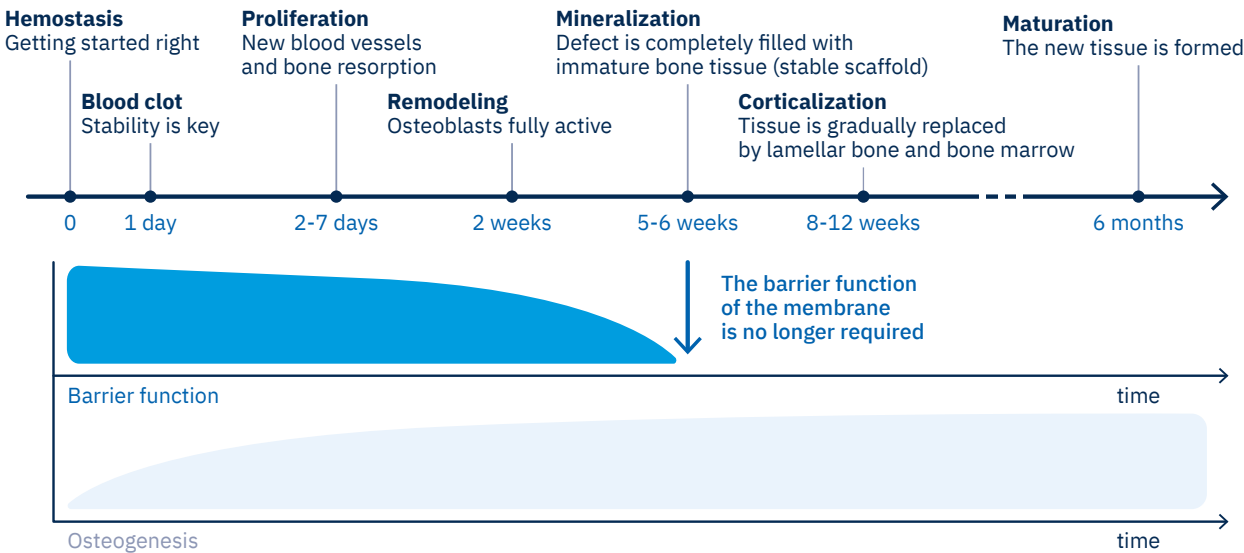 Hemostasis
Getting started right
Blood clot
Stability is key
Proliferation
New blood vessels
and bone resorption
Remodeling
Osteoblasts fully active
Mineralization
Defect is completely filled with
immature bone tissue (stable scaffold)
Corticalization
Tissue is gradually replaced
by lamellar bone and bone marrow
Maturation
The new tissue is formed
0
1 day
2-7 days
2 weeks
5-6 weeks
8-12 weeks
6 months
The barrier function
of the membrane
is no longer required
Barrier function
time
Osteogenesis
time